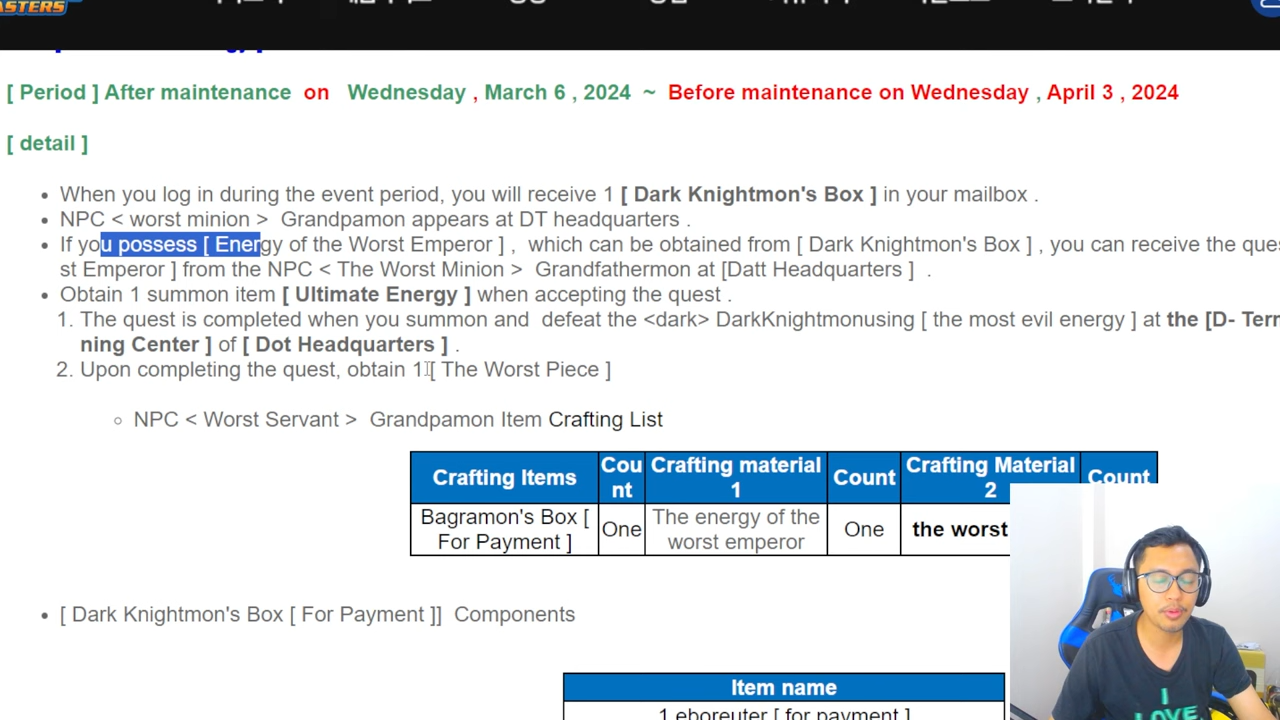 ASTERS
[ Period ] After maintenance on Wednesday , March 6 , 2024 ~ Before maintenance on Wednesday , April 3 , 2024
[ detail ]
• When you log in during the event period, you will receive 1 [ Dark Knightmon's Box ] in your mailbox .
• NPC < worst minion > Grandpamon appears at DT headquarters .
• If you possess [ Energy of the Worst Emperor ] , which can be obtained from [ Dark Knightmon's Box ] , you can receive the que
st Emperor ] from the NPC < The Worst Minion > Grandfathermon at [Datt Headquarters ] .
• Obtain 1 summon item [ Ultimate Energy ] when accepting the quest .
1. The quest is completed when you summon and defeat the <dark> DarkKnightmonusing [ the most evil energy ] at the [D- Ter
ning Center ] of [ Dot Headquarters ] .
2. Upon completing the quest, obtain 1 [ The Worst Piece ]
○ NPC < Worst Servant > Grandpamon Item Crafting List
Crafting Items Cou nt Crafting material 1 Count Crafting Material 2 Count
Bagramon's Box [ For Payment ] One The energy of the worst emperor One the worst
• [ Dark Knightmon's Box [ For Payment ]] Components
Item name
1 eboreuter [ for payment ]
I
LOVE